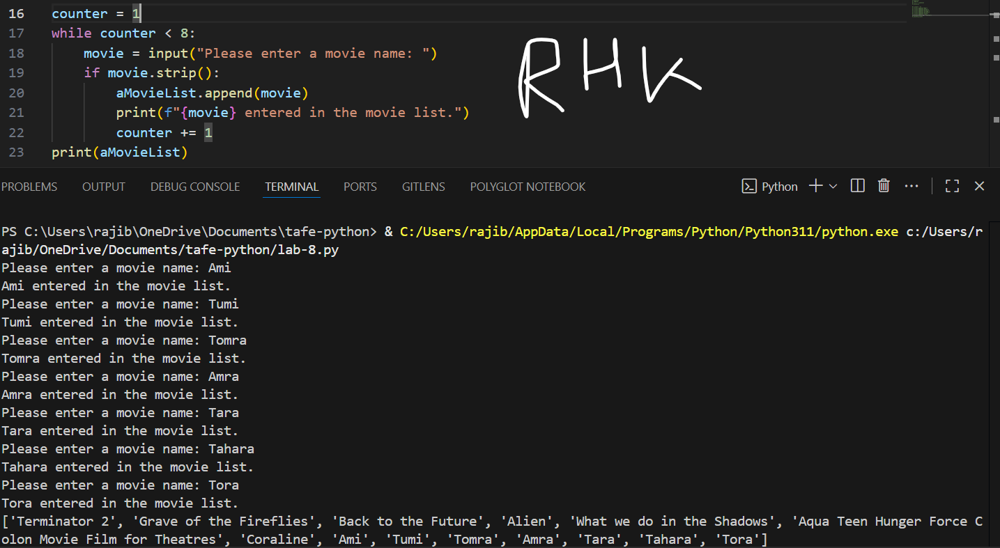 16 counter = 1
17 while counter < 8:
18 movie = input("Please enter a movie name: ")
19 if movie.strip():
20 aMovieList.append(movie)
21 print(f"{movie} entered in the movie list.")
22 counter += 1
23 print(aMovieList)
RHK
PROBLEMS OUTPUT DEBUG CONSOLE TERMINAL PORTS GITLENS POLYGLOT NOTEBOOK Python
PS C:\Users\rajib\OneDrive\Documents\tafe-python> & C:/Users/rajib/AppData/Local/Programs/Python/Python311/python.exe c:/Users/r
ajib/OneDrive/Documents/tafe-python/lab-8.py
Please enter a movie name: Ami
Ami entered in the movie list.
Please enter a movie name: Tumi
Tumi entered in the movie list.
Please enter a movie name: Tomra
Tomra entered in the movie list.
Please enter a movie name: Amra
Amra entered in the movie list.
Please enter a movie name: Tara
Tara entered in the movie list.
Please enter a movie name: Tahara
Tahara entered in the movie list.
Please enter a movie name: Tora
Tora entered in the movie list.
['Terminator 2', 'Grave of the Fireflies', 'Back to the Future', 'Alien', 'What we do in the Shadows', 'Aqua Teen Hunger Force C
olon Movie Film for Theatres', 'Coraline', 'Ami', 'Tumi', 'Tomra', 'Amra', 'Tara', 'Tahara', 'Tora']